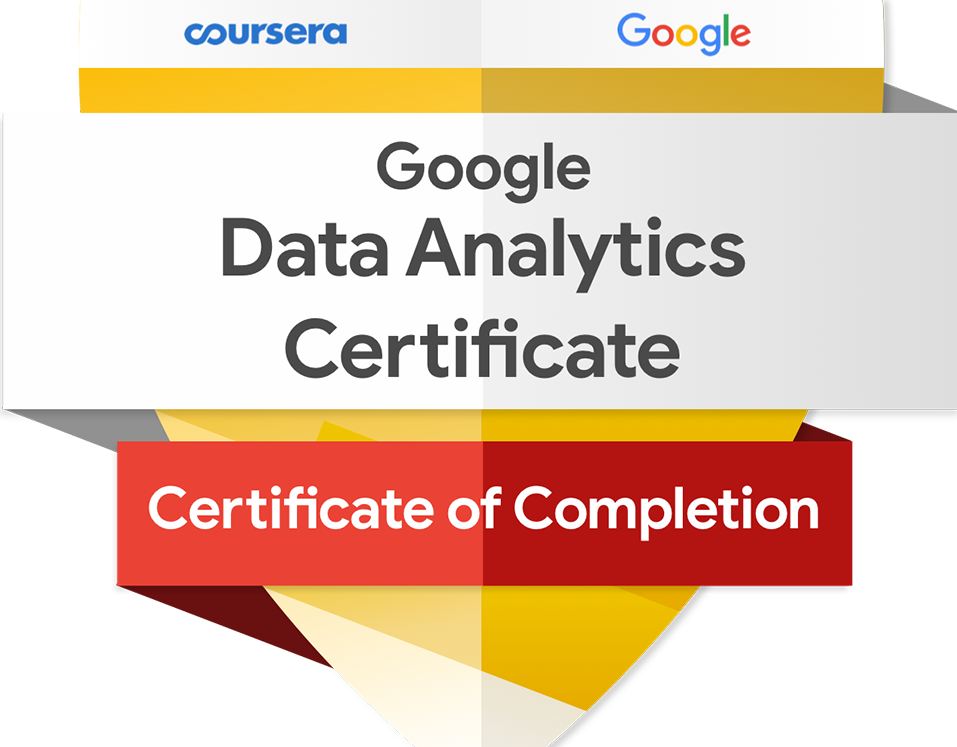 coursera Google
Google
Data Analytics
Certificate
Certificate of Completion